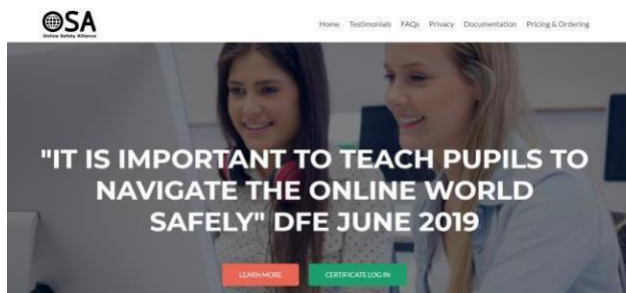 OSA
Online Safety Alliance
Home Testimonials FAQs Privacy Documentation Pricing & Ordering
"IT IS IMPORTANT TO TEACH PUPILS TO
NAVIGATE THE ONLINE WORLD
SAFELY" DFE JUNE 2019
LEARN MORE CERTIFICATE LOG IN